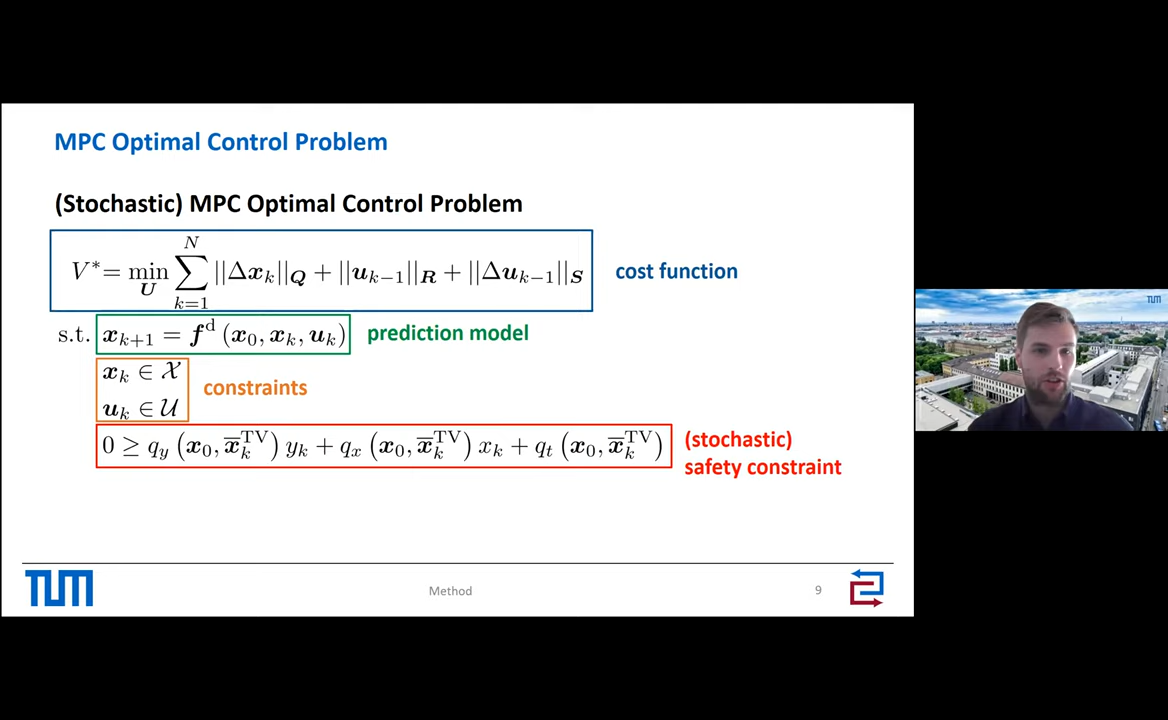 MPC Optimal Control Problem
(Stochastic) MPC Optimal Control Problem
V* = min_U ∑_{k=1}^{N} ||Δx_k||_Q + ||u_{k−1}||_R + ||Δu_{k−1}||_S
cost function
s.t. x_{k+1} = f^d (x_0, x_k, u_k)
prediction model
x_k ∈ 𝒳
constraints
u_k ∈ 𝒰
0 ≥ q_y (x_0, x̅_k^TV) y_k + q_x (x_0, x̅_k^TV) x_k + q_t (x_0, x̅_k^TV)
(stochastic)
safety constraint
TUM
Method
9
TUM